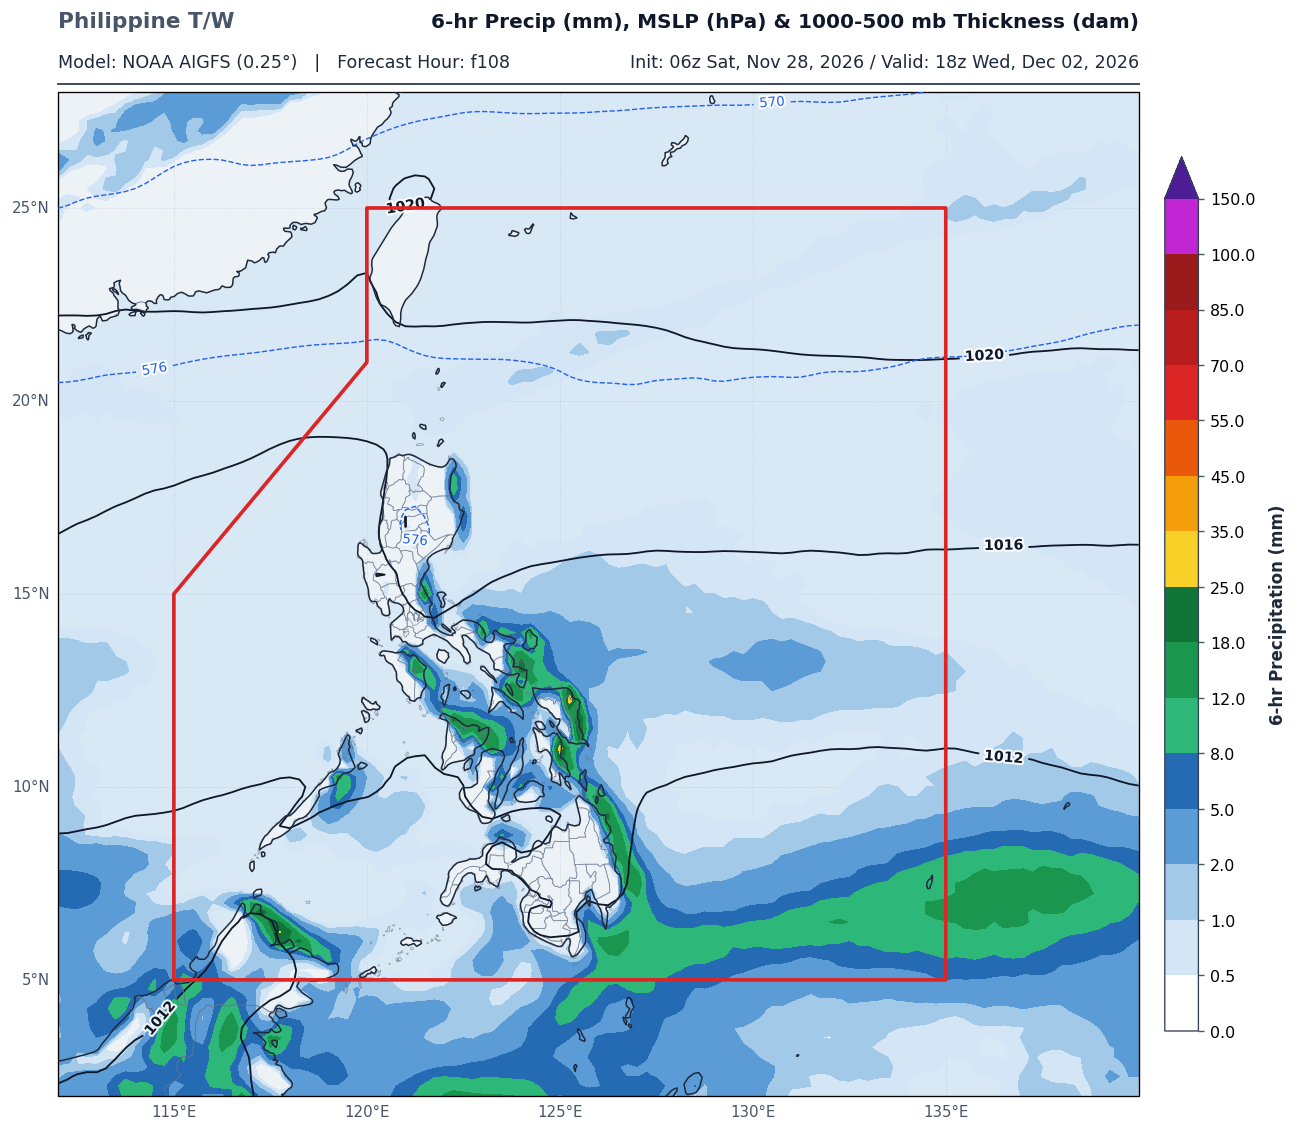 Philippine T/W
6-hr Precip (mm), MSLP (hPa) & 1000-500 mb Thickness (dam)
Model: NOAA AIGFS (0.25°) | Forecast Hour: f108
Init: 06z Sat, Nov 28, 2026 / Valid: 18z Wed, Dec 02, 2026
570
1020
576
1020
576
1016
1012
1012
25°N
20°N
15°N
10°N
5°N
115°E
120°E
125°E
130°E
135°E
150.0
100.0
85.0
70.0
55.0
45.0
35.0
25.0
18.0
12.0
8.0
5.0
2.0
1.0
0.5
0.0
6-hr Precipitation (mm)